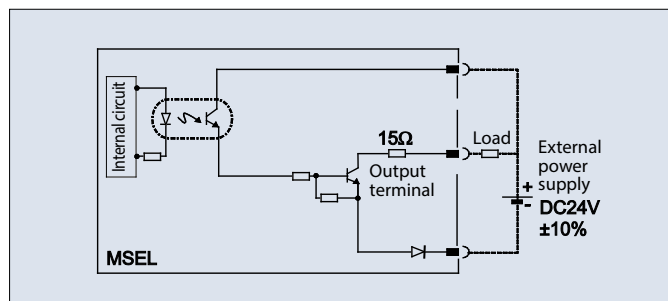 Internal circuit
15Ω
Load
Output
terminal
External
power
supply
+
-
DC24V
±10%
MSEL